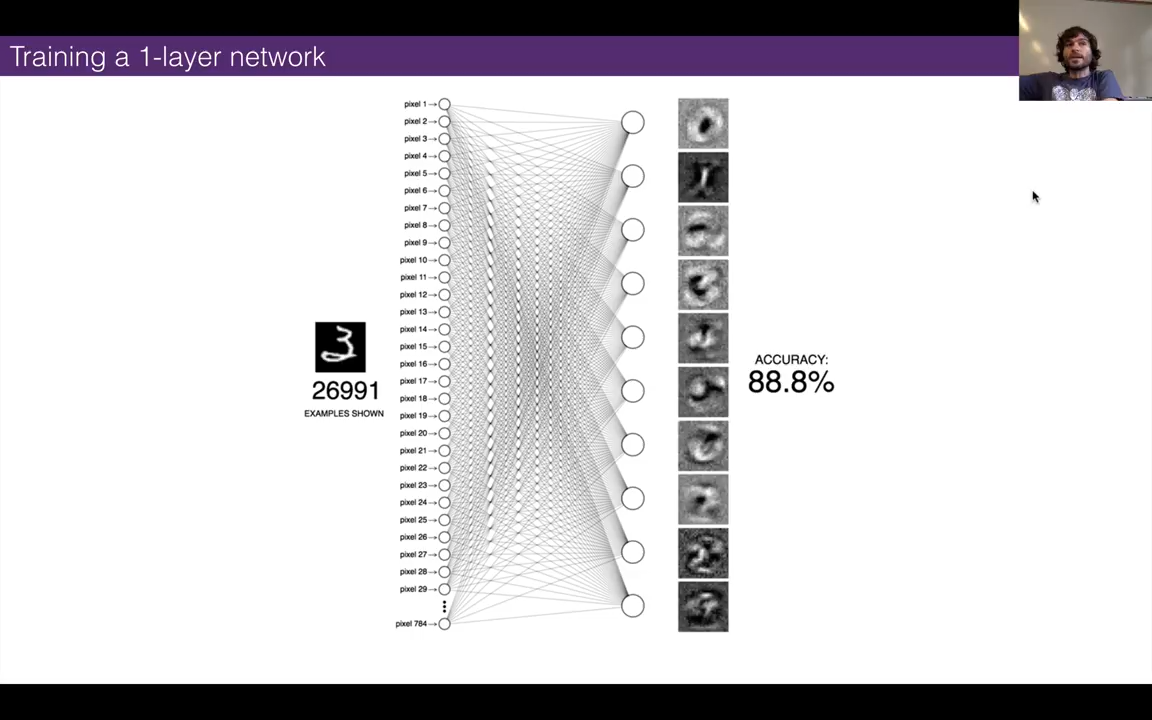 Training a 1-layer network
pixel 1
pixel 2
pixel 3
pixel 4
pixel 5
pixel 6
pixel 7
pixel 8
pixel 9
pixel 10
pixel 11
pixel 12
pixel 13
pixel 14
pixel 15
pixel 16
pixel 17
pixel 18
pixel 19
pixel 20
pixel 21
pixel 22
pixel 23
pixel 24
pixel 25
pixel 26
pixel 27
pixel 28
pixel 29
pixel 784
3
26991
EXAMPLES SHOWN
ACCURACY:
88.8%